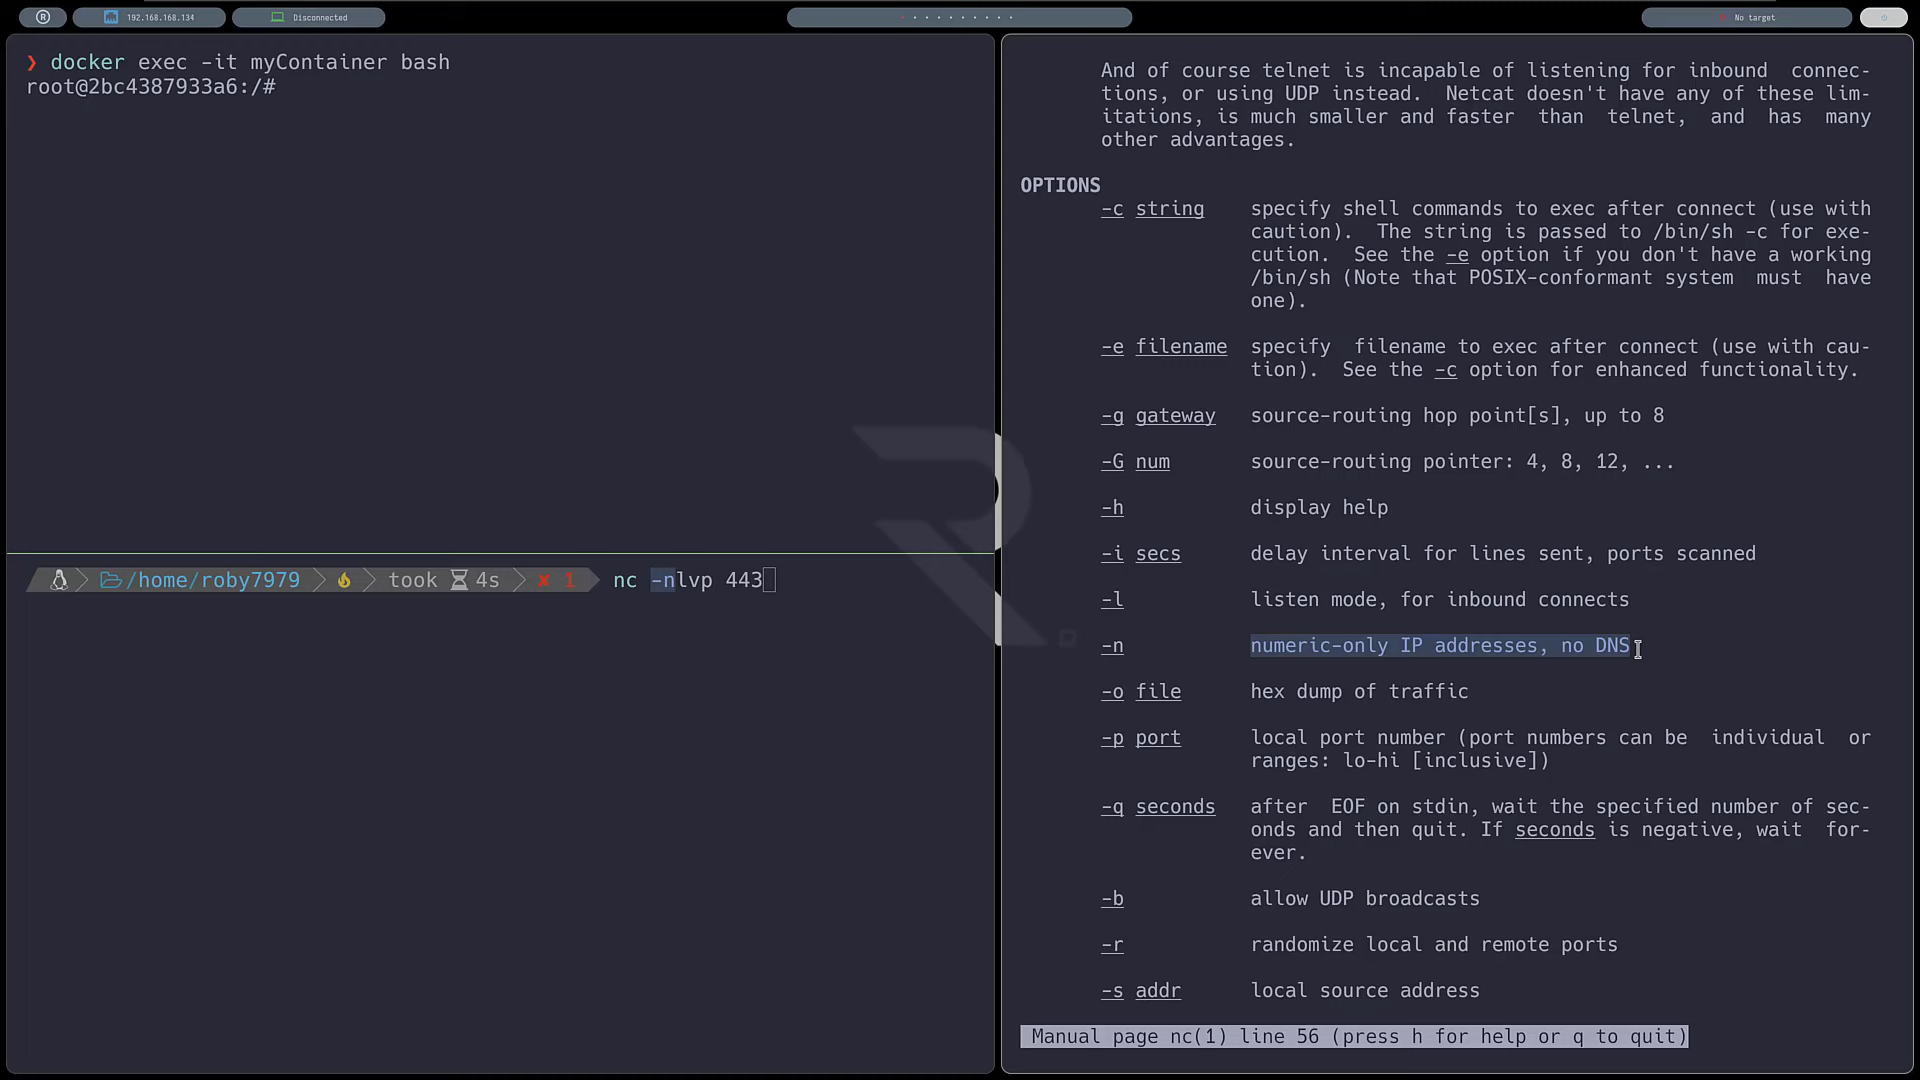 192.168.168.134
Disconnected
No target
❯ docker exec -it myContainer bash
root@2bc4387933a6:/#
/home/roby7979 took 4s ✘ 1 nc -nlvp 443
And of course telnet is incapable of listening for inbound connec-
tions, or using UDP instead. Netcat doesn't have any of these lim-
itations, is much smaller and faster than telnet, and has many
other advantages.
OPTIONS
-c string specify shell commands to exec after connect (use with
caution). The string is passed to /bin/sh -c for exe-
cution. See the -e option if you don't have a working
/bin/sh (Note that POSIX-conformant system must have
one).
-e filename specify filename to exec after connect (use with cau-
tion). See the -c option for enhanced functionality.
-g gateway source-routing hop point[s], up to 8
-G num source-routing pointer: 4, 8, 12, ...
-h display help
-i secs delay interval for lines sent, ports scanned
-l listen mode, for inbound connects
-n numeric-only IP addresses, no DNS
-o file hex dump of traffic
-p port local port number (port numbers can be individual or
ranges: lo-hi [inclusive])
-q seconds after EOF on stdin, wait the specified number of sec-
onds and then quit. If seconds is negative, wait for-
ever.
-b allow UDP broadcasts
-r randomize local and remote ports
-s addr local source address
Manual page nc(1) line 56 (press h for help or q to quit)